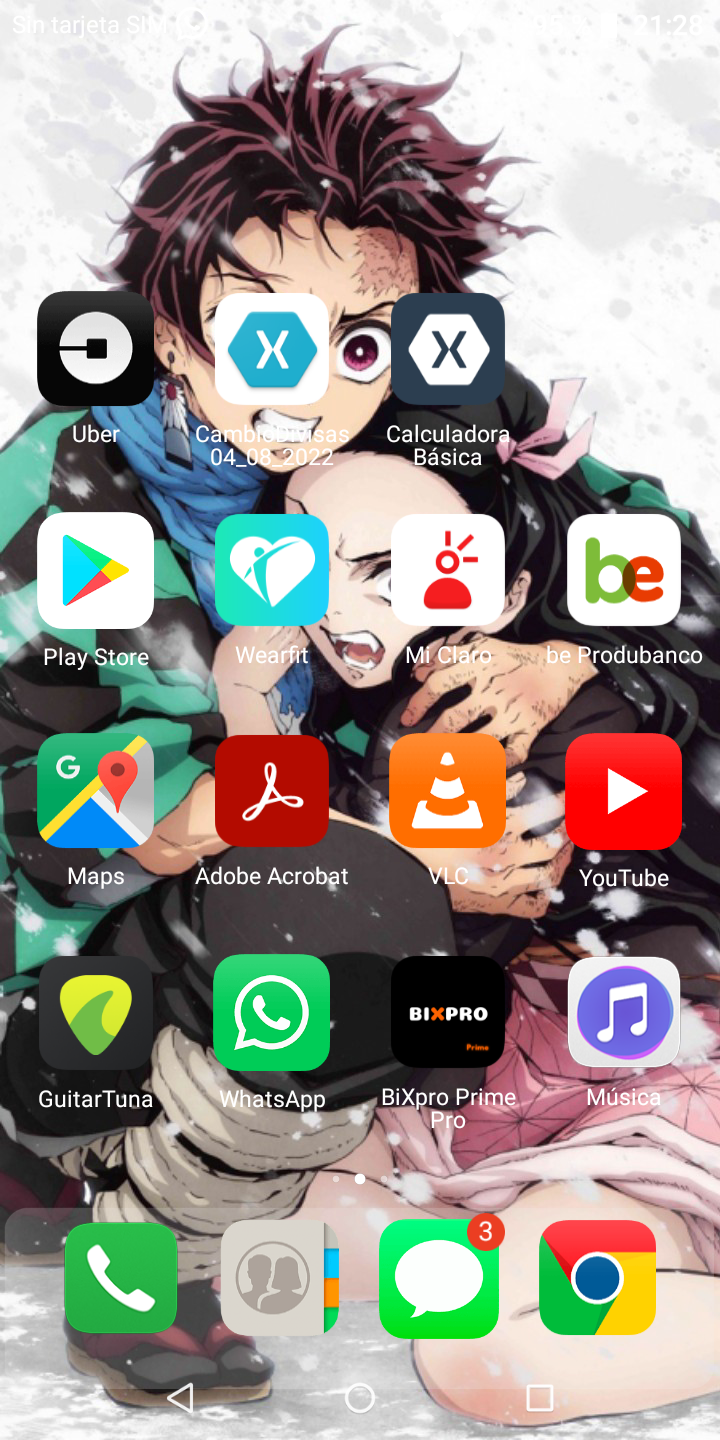 Sin tarjeta SIM
21:28
Uber
CambioDivisas
04_08_2022
Calculadora
Básica
Play Store
Wearfit
Mi Claro
be
be Produbanco
G
Maps
Adobe Acrobat
VLC
YouTube
GuitarTuna
WhatsApp
BIXPRO
Prime
BiXpro Prime
Pro
Música
3